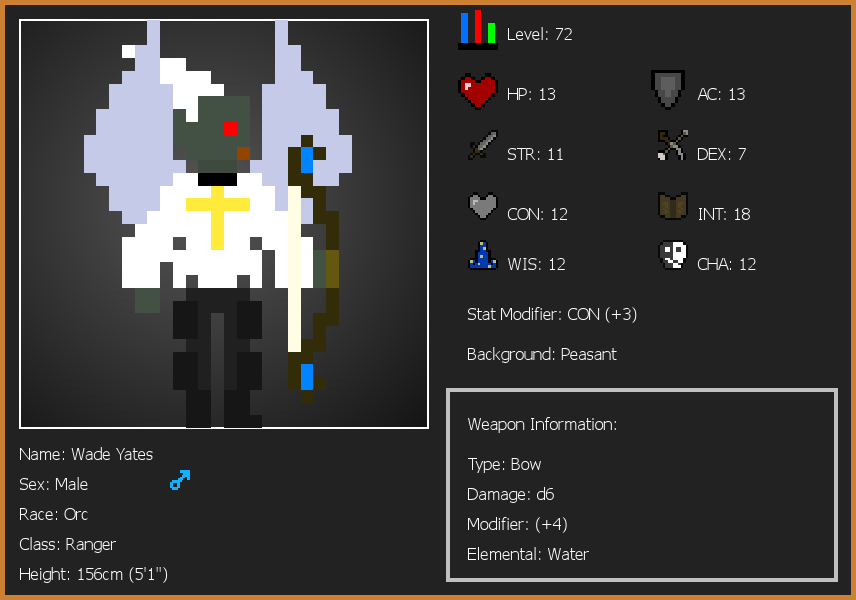 Level: 72
HP: 13
AC: 13
STR: 11
DEX: 7
CON: 12
INT: 18
WIS: 12
CHA: 12
Stat Modifier: CON (+3)
Background: Peasant
Weapon Information:
Type: Bow
Damage: d6
Modifier: (+4)
Elemental: Water
Name: Wade Yates
Sex: Male
Race: Orc
Class: Ranger
Height: 156cm (5'1")